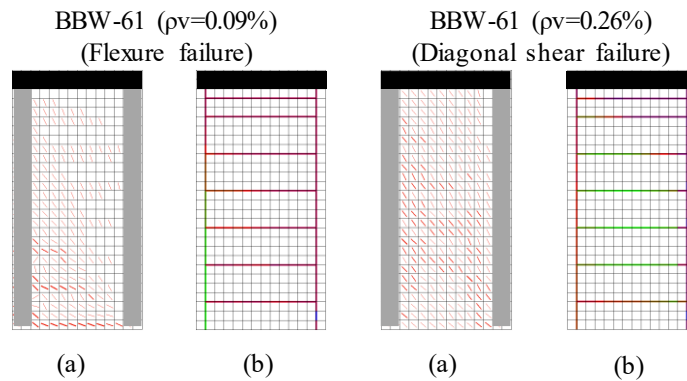 BBW-61 (ρv=0.09%)
(Flexure failure)
BBW-61 (ρv=0.26%)
(Diagonal shear failure)
(a)
(b)
(a)
(b)